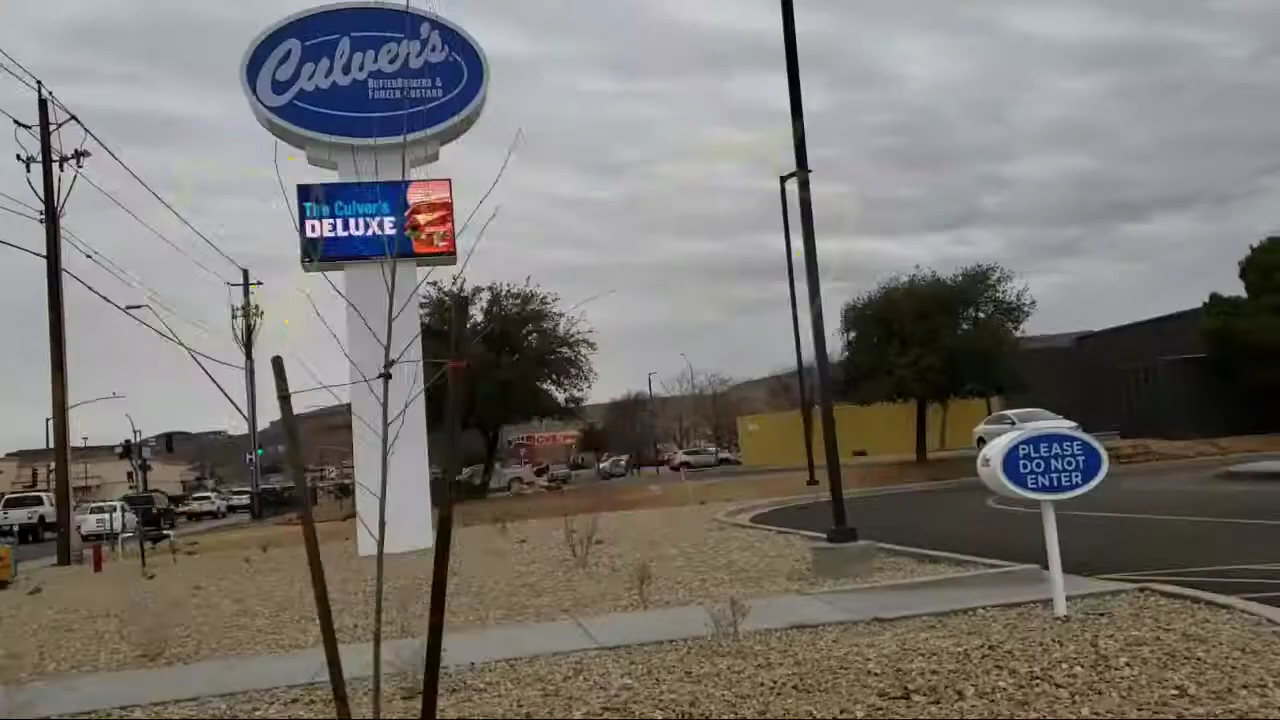 Culver's
BUTTERBURGERS &
FROZEN CUSTARD
The Culver's
DELUXE
PLEASE
DO NOT
ENTER